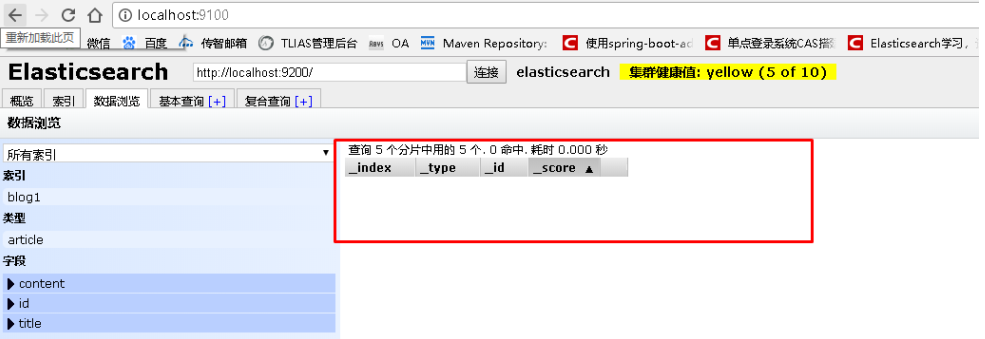 localhost:9100
重新加载此页 微信 百度 传智邮箱 TLIAS管理后台 OA Maven Repository: 使用spring-boot-ad 单点登录系统CAS搭 Elasticsearch学习,
Elasticsearch http://localhost:9200/ 连接 elasticsearch 集群健康值: yellow (5 of 10)
概览 索引 数据浏览 基本查询 [+] 复合查询 [+]
数据浏览
所有索引 查询 5 个分片中用的 5 个. 0 命中. 耗时 0.000 秒
_index _type _id _score ▲
索引
blog1
类型
article
字段
content
id
title